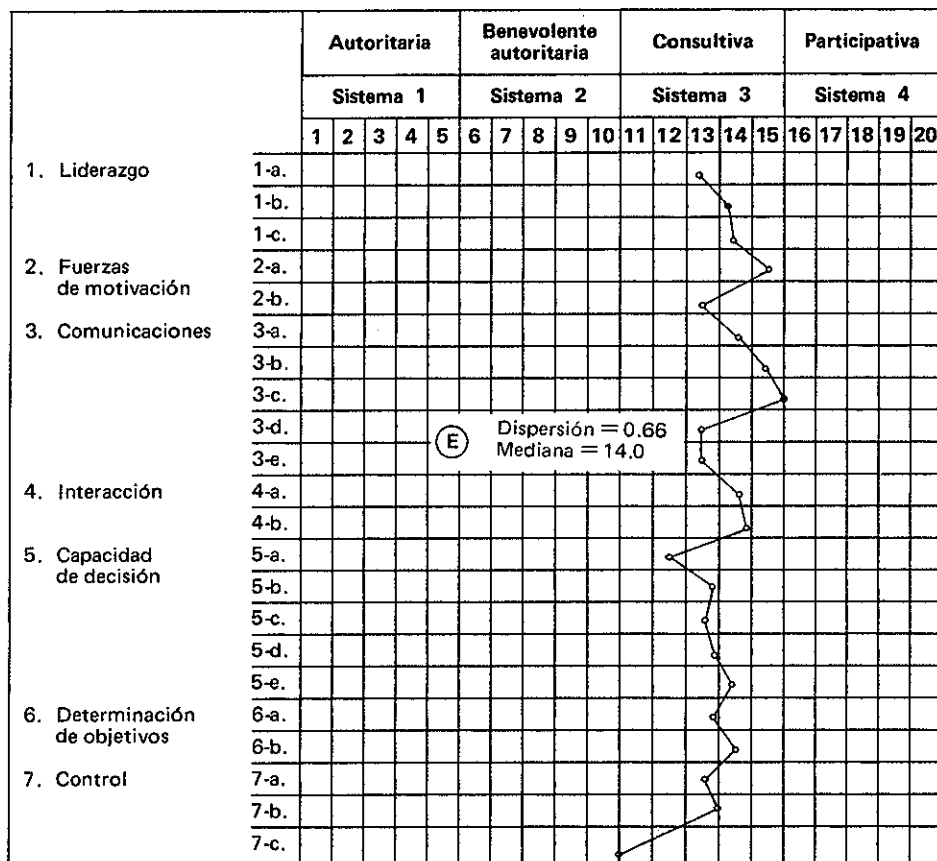 Autoritaria
Benevolente
autoritaria
Consultiva
Participativa
Sistema 1
Sistema 2
Sistema 3
Sistema 4
1 2 3 4 5 6 7 8 9 10 11 12 13 14 15 16 17 18 19 20
1. Liderazgo
1-a.
1-b.
1-c.
2. Fuerzas
de motivación
2-a.
2-b.
3. Comunicaciones
3-a.
3-b.
3-c.
3-d.
3-e.
E
Dispersión = 0.66
Mediana = 14.0
4. Interacción
4-a.
4-b.
5. Capacidad
de decisión
5-a.
5-b.
5-c.
5-d.
5-e.
6. Determinación
de objetivos
6-a.
6-b.
7. Control
7-a.
7-b.
7-c.